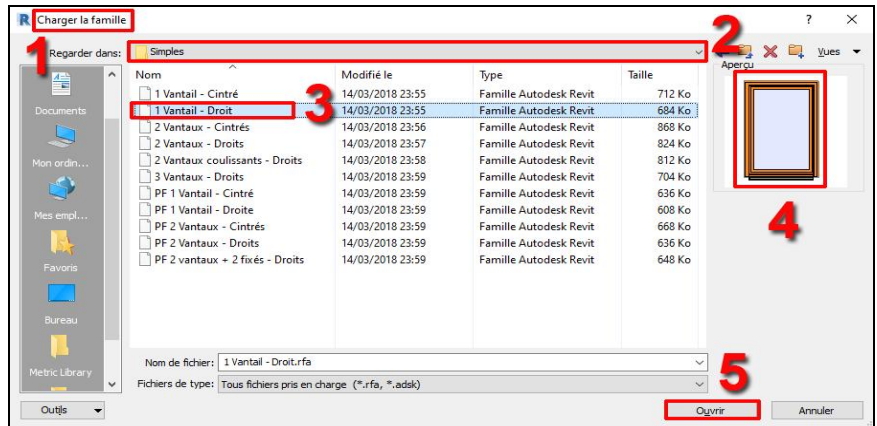 R Charger la famille ? ×
1 2
Regarder dans: Simples Vues
Aperçu
Nom Modifié le Type Taille
1 Vantail - Cintré 14/03/2018 23:55 Famille Autodesk Revit 712 Ko
1 Vantail - Droit 3 14/03/2018 23:55 Famille Autodesk Revit 684 Ko
2 Vantaux - Cintrés 14/03/2018 23:56 Famille Autodesk Revit 868 Ko
2 Vantaux - Droits 14/03/2018 23:57 Famille Autodesk Revit 824 Ko
2 Vantaux coulissants - Droits 14/03/2018 23:58 Famille Autodesk Revit 812 Ko
3 Vantaux - Droits 14/03/2018 23:59 Famille Autodesk Revit 704 Ko
PF 1 Vantail - Cintré 14/03/2018 23:59 Famille Autodesk Revit 636 Ko
PF 1 Vantail - Droite 14/03/2018 23:59 Famille Autodesk Revit 608 Ko
PF 2 Vantaux - Cintrés 14/03/2018 23:59 Famille Autodesk Revit 668 Ko
PF 2 Vantaux - Droits 14/03/2018 23:59 Famille Autodesk Revit 636 Ko
PF 2 vantaux + 2 fixés - Droits 14/03/2018 23:59 Famille Autodesk Revit 648 Ko
4
Documents
Mon ordin...
Mes empl...
Favoris
Bureau
Metric Library
Nom de fichier: 1 Vantail - Droit.rfa
Fichiers de type: Tous fichiers pris en charge (*.rfa, *.adsk)
5
Outils Ouvrir Annuler